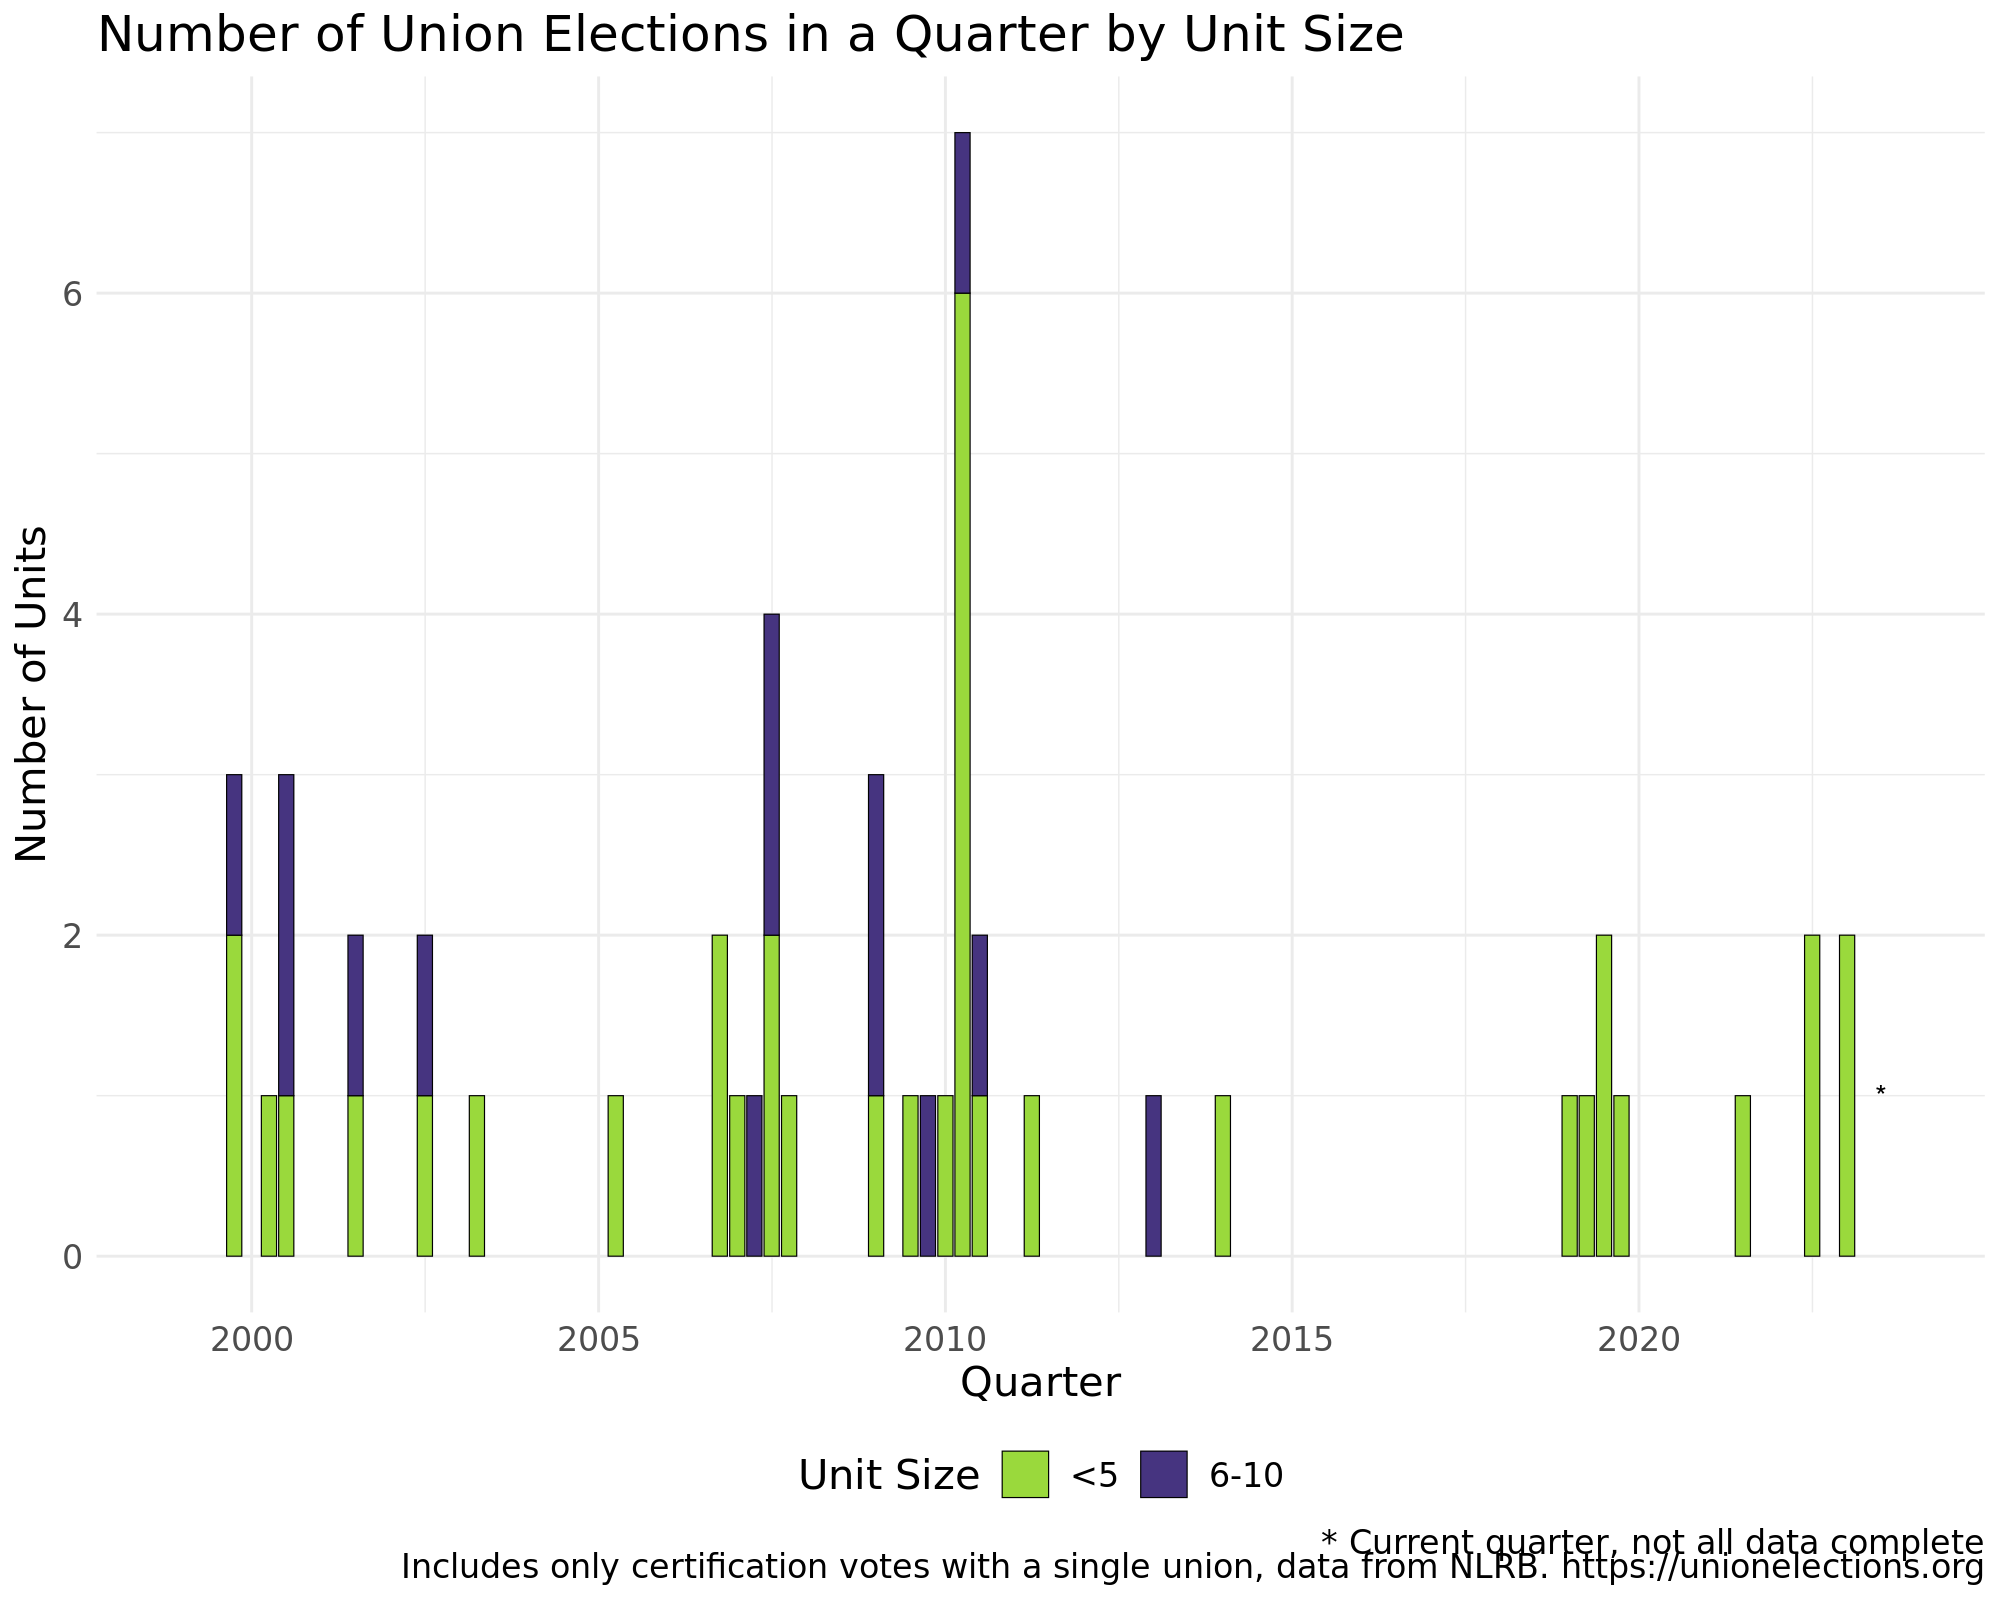 Number of Union Elections in a Quarter by Unit Size
Number of Units
6
4
2
0
*
2000 2005 2010 2015 2020
Quarter
Unit Size <5 6-10
* Current quarter, not all data complete
Includes only certification votes with a single union, data from NLRB. https://unionelections.org